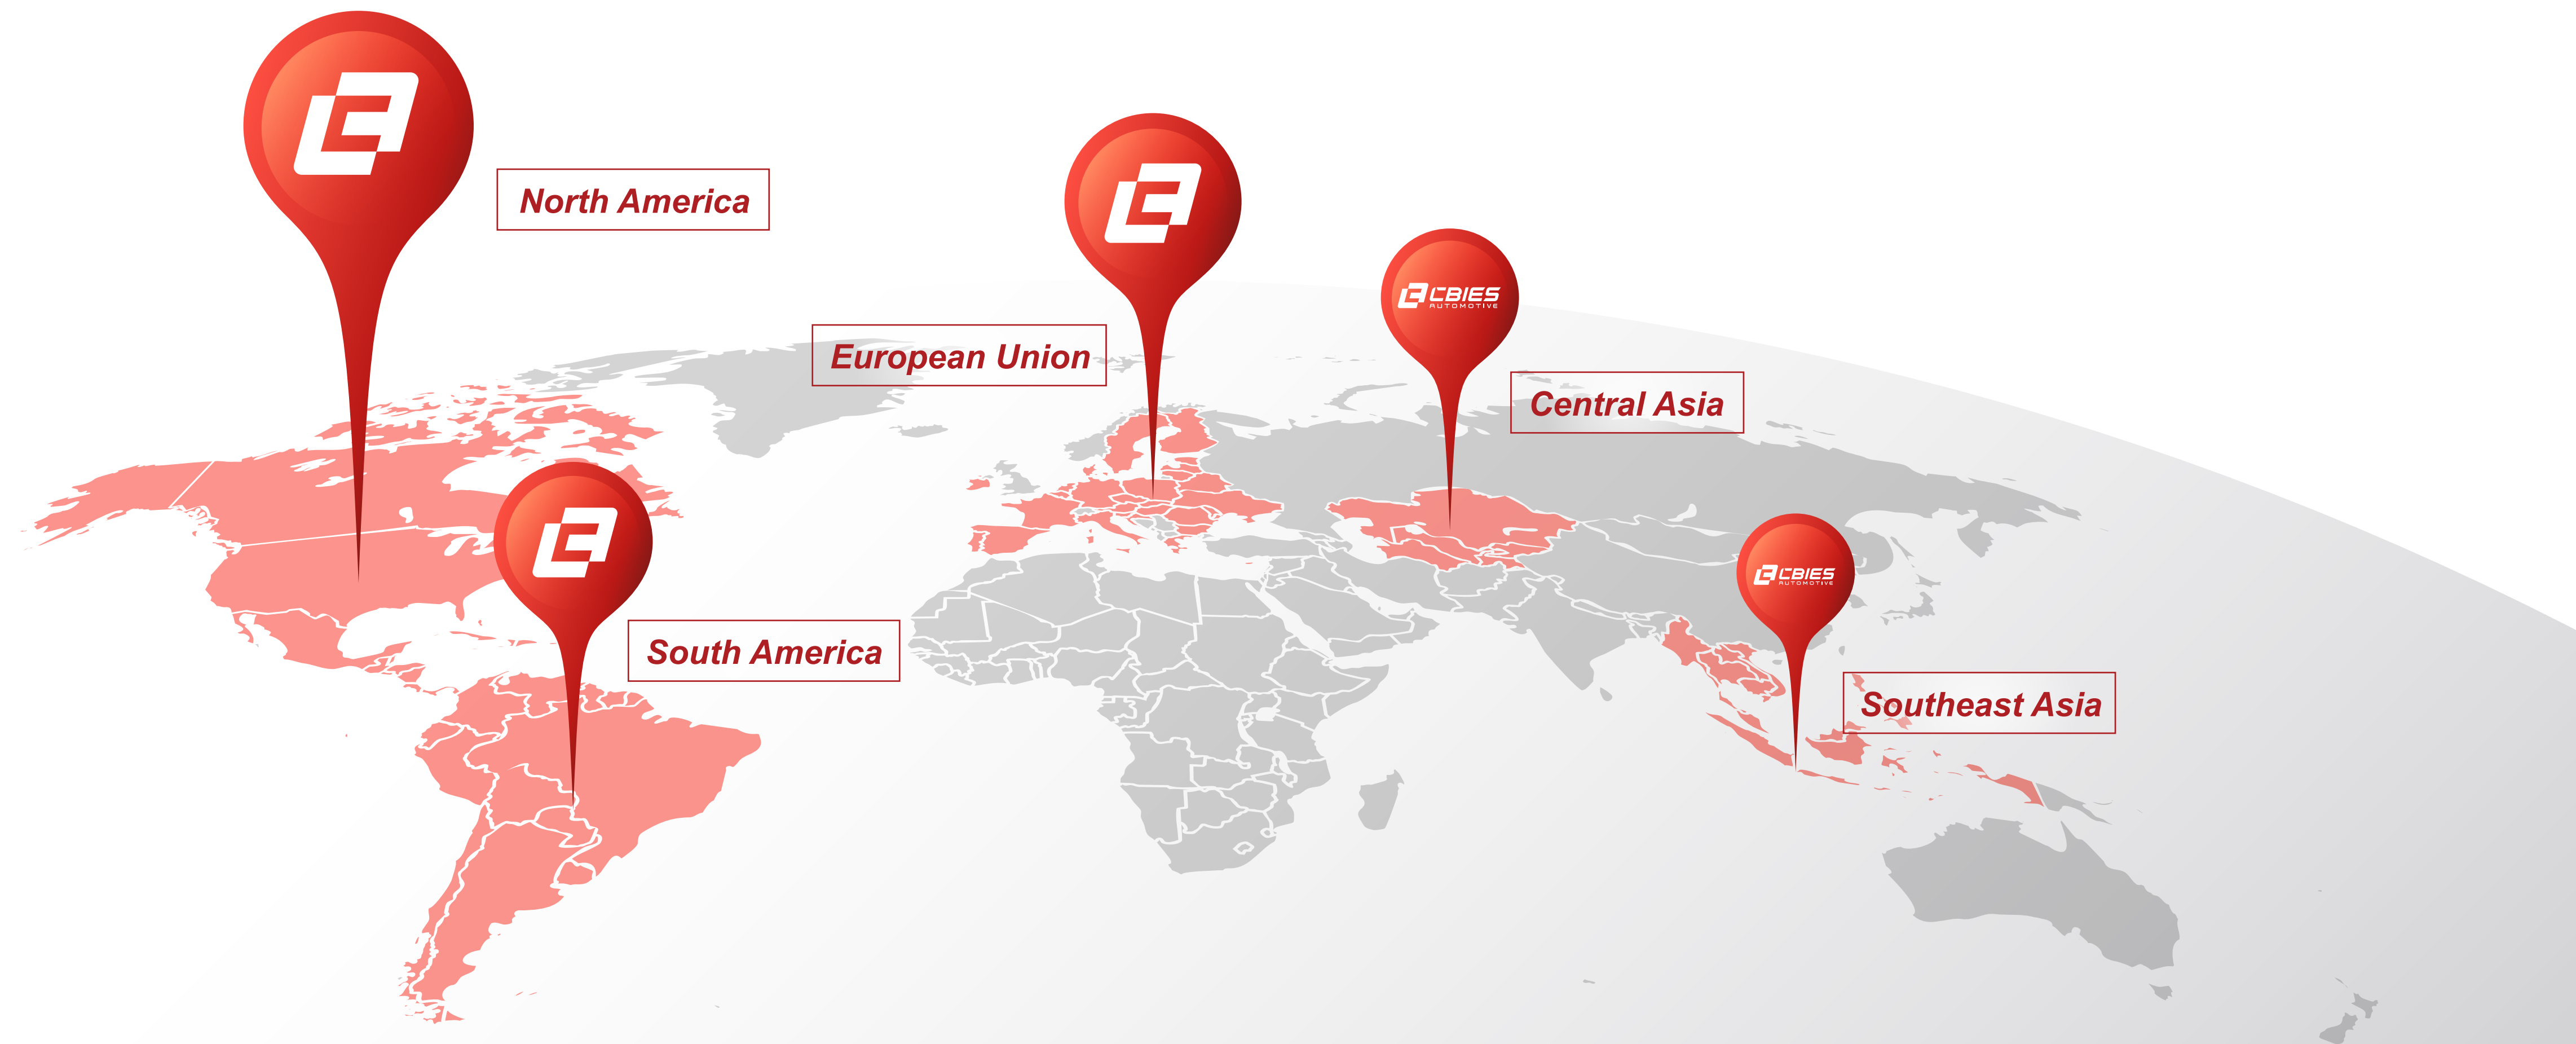 North America
European Union
CBIES
AUTOMOTIVE
Central Asia
CBIES
AUTOMOTIVE
South America
Southeast Asia